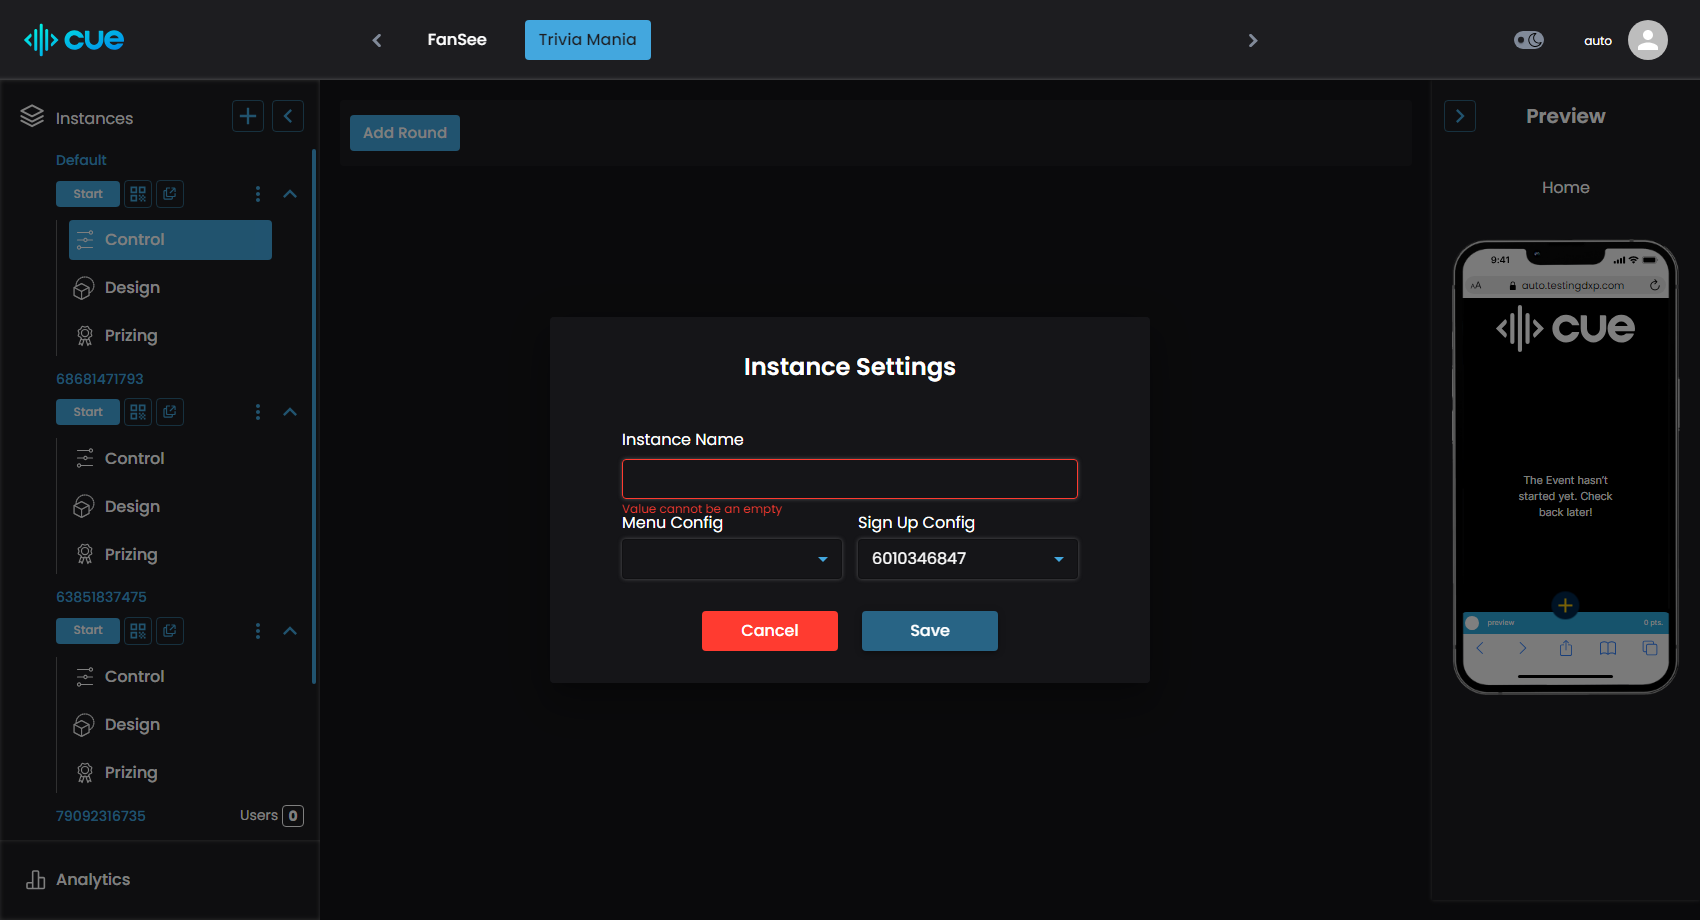 cue
FanSee
Trivia Mania
auto
Instances
Default
Start
Control
Design
Prizing
68681471793
Start
Control
Design
Prizing
63851837475
Start
Control
Design
Prizing
79092316735
Users 0
Analytics
Add Round
Instance Settings
Instance Name
Value cannot be an empty
Menu Config
Sign Up Config
6010346847
Cancel
Save
Preview
Home
9:41
AA
auto.testingdxp.com
cue
The Event hasn't
started yet. Check
back later!
preview
0 pts.